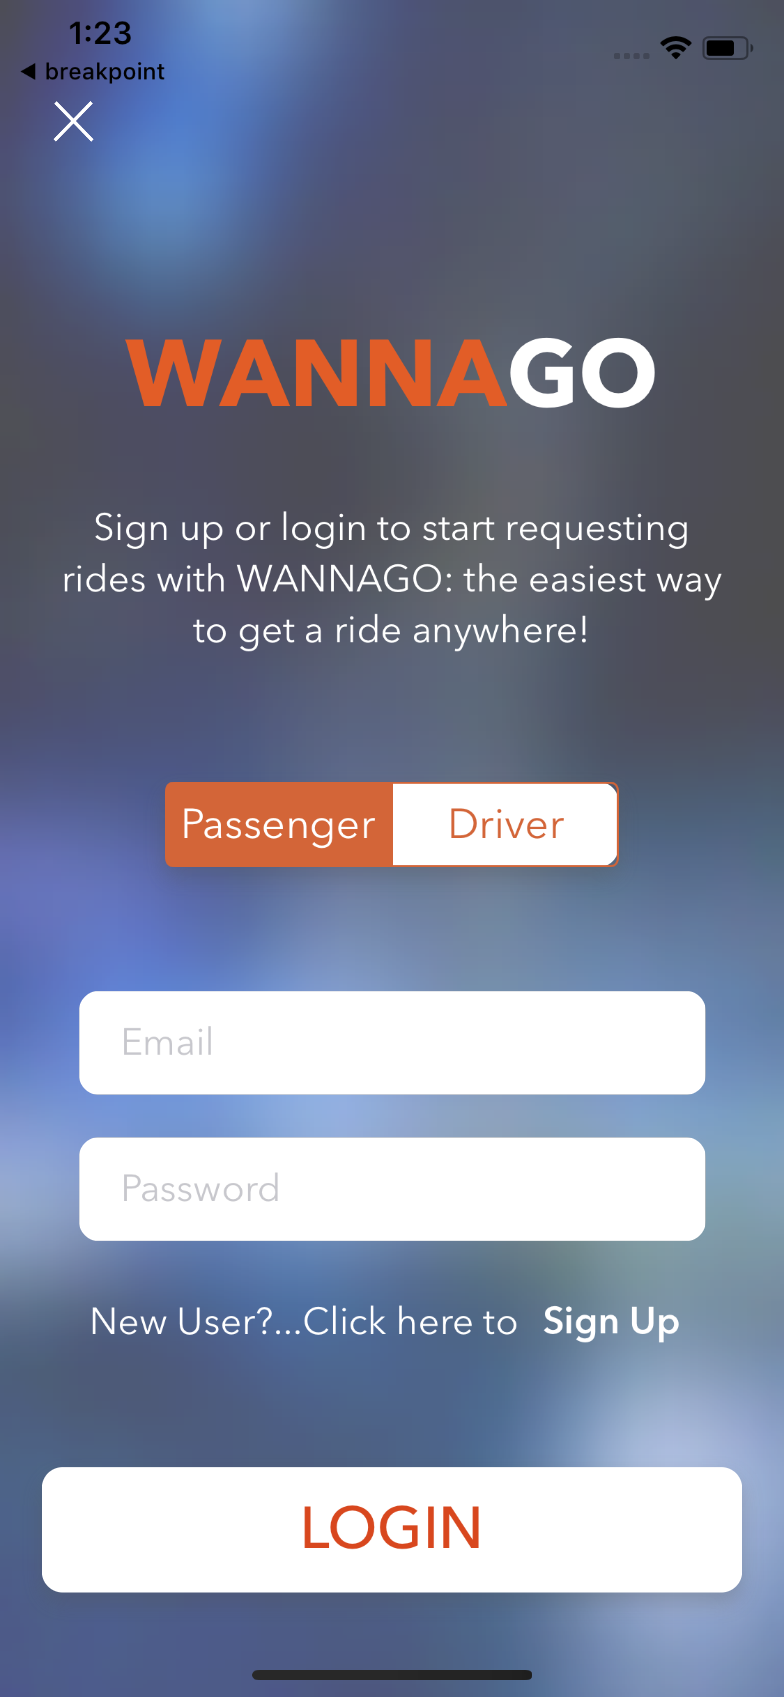 1:23
◀ breakpoint
WANNAGO
Sign up or login to start requesting
rides with WANNAGO: the easiest way
to get a ride anywhere!
Passenger Driver
Email
Password
New User?...Click here to Sign Up
LOGIN